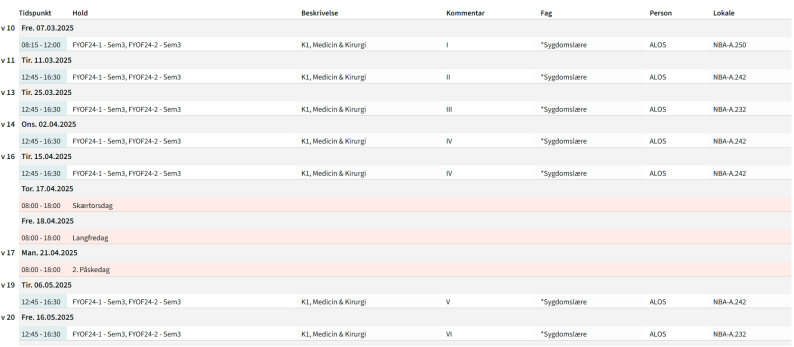 Tidspunkt Hold Beskrivelse Kommentar Fag Person Lokale
v 10 Fre. 07.03.2025
08:15 - 12:00 FYOF24-1 - Sem3, FYOF24-2 - Sem3 K1, Medicin & Kirurgi I *Sygdomslære ALOS NBA-A.250
v 11 Tir. 11.03.2025
12:45 - 16:30 FYOF24-1 - Sem3, FYOF24-2 - Sem3 K1, Medicin & Kirurgi II *Sygdomslære ALOS NBA-A.242
v 13 Tir. 25.03.2025
12:45 - 16:30 FYOF24-1 - Sem3, FYOF24-2 - Sem3 K1, Medicin & Kirurgi III *Sygdomslære ALOS NBA-A.232
v 14 Ons. 02.04.2025
12:45 - 16:30 FYOF24-1 - Sem3, FYOF24-2 - Sem3 K1, Medicin & Kirurgi IV *Sygdomslære ALOS NBA-A.242
v 16 Tir. 15.04.2025
12:45 - 16:30 FYOF24-1 - Sem3, FYOF24-2 - Sem3 K1, Medicin & Kirurgi IV *Sygdomslære ALOS NBA-A.242
Tor. 17.04.2025
08:00 - 18:00 Skærtorsdag
Fre. 18.04.2025
08:00 - 18:00 Langfredag
v 17 Man. 21.04.2025
08:00 - 18:00 2. Påskedag
v 19 Tir. 06.05.2025
12:45 - 16:30 FYOF24-1 - Sem3, FYOF24-2 - Sem3 K1, Medicin & Kirurgi V *Sygdomslære ALOS NBA-A.242
v 20 Fre. 16.05.2025
12:45 - 16:30 FYOF24-1 - Sem3, FYOF24-2 - Sem3 K1, Medicin & Kirurgi VI *Sygdomslære ALOS NBA-A.232